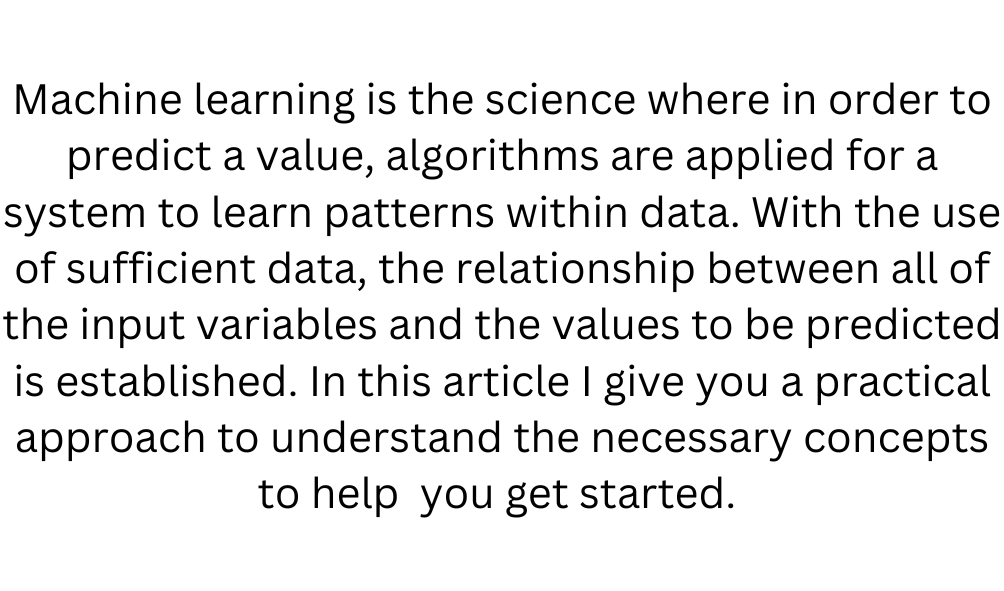 Machine learning is the science where in order to
predict a value, algorithms are applied for a
system to learn patterns within data. With the use
of sufficient data, the relationship between all of
the input variables and the values to be predicted
is established. In this article I give you a practical
approach to understand the necessary concepts
to help  you get started.